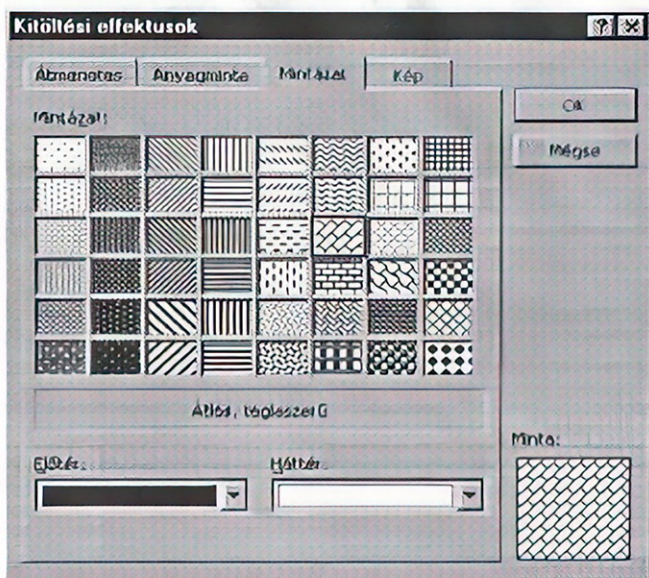 Kitöltési effektusok
Átmenetes Anyagminta Mintázat Kép
Mintázat:
OK
Mégse
Átlós, téglaszerű
Előtér:
Háttér:
Minta: